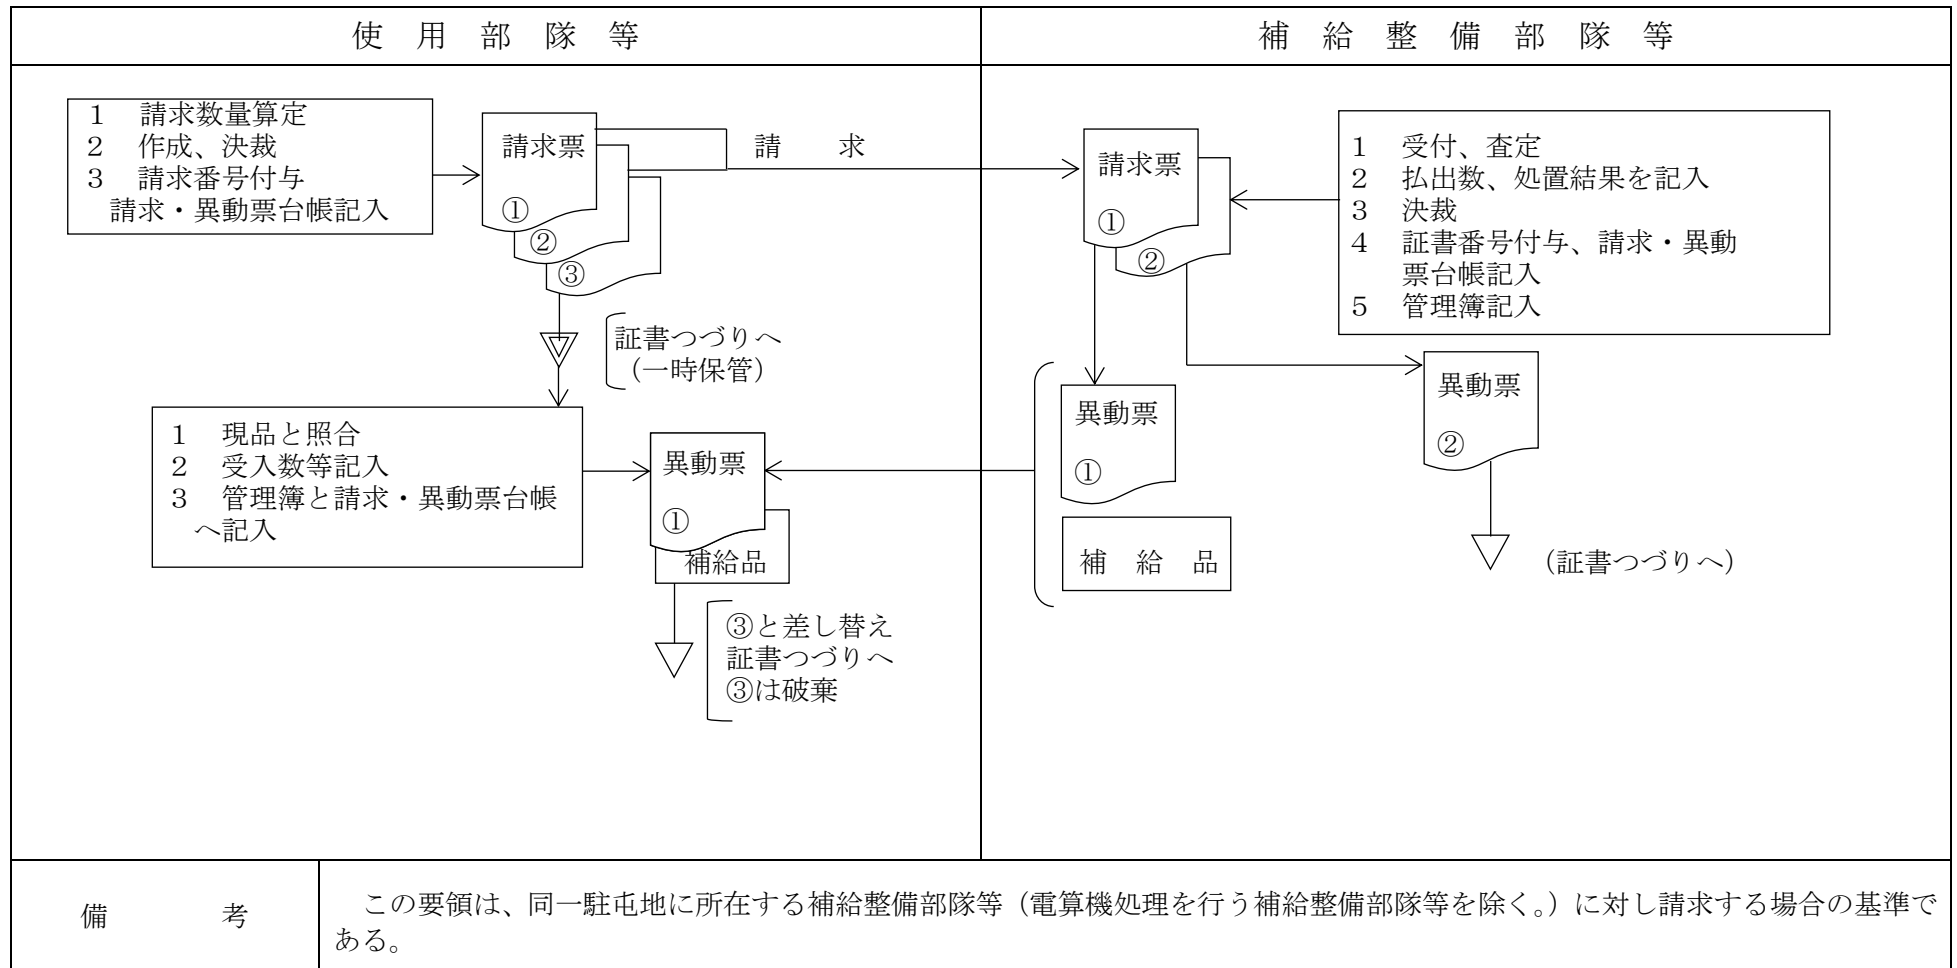 使用部隊等
補給整備部隊等
1 請求数量算定
2 作成、決裁
3 請求番号付与
請求・異動票台帳記入
請求票
①
②
③
請求
請求票
①
②
1 受付、査定
2 払出数、処置結果を記入
3 決裁
4 証書番号付与、請求・異動
票台帳記入
5 管理簿記入
証書つづりへ
(一時保管)
1 現品と照合
2 受入数等記入
3 管理簿と請求・異動票台帳
へ記入
異動票
①
補給品
③と差し替え
証書つづりへ
③は破棄
異動票
①
補給品
異動票
②
(証書つづりへ)
備考
この要領は、同一駐屯地に所在する補給整備部隊等(電算機処理を行う補給整備部隊等を除く。)に対し請求する場合の基準で
ある。